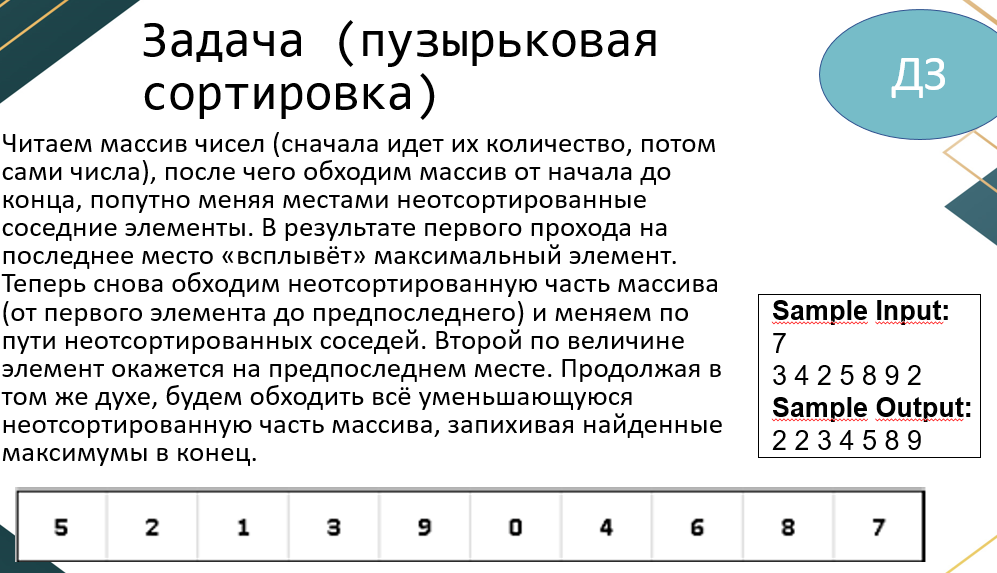 Задача (пузырьковая
сортировка)
ДЗ
Читаем массив чисел (сначала идет их количество, потом
сами числа), после чего обходим массив от начала до
конца, попутно меняя местами неотсортированные
соседние элементы. В результате первого прохода на
последнее место «всплывёт» максимальный элемент.
Теперь снова обходим неотсортированную часть массива
(от первого элемента до предпоследнего) и меняем по
пути неотсортированных соседей. Второй по величине
элемент окажется на предпоследнем месте. Продолжая в
том же духе, будем обходить всё уменьшающуюся
неотсортированную часть массива, запихивая найденные
максимумы в конец.
Sample Input:
7
3 4 2 5 8 9 2
Sample Output:
2 2 3 4 5 8 9
5 2 1 3 9 0 4 6 8 7